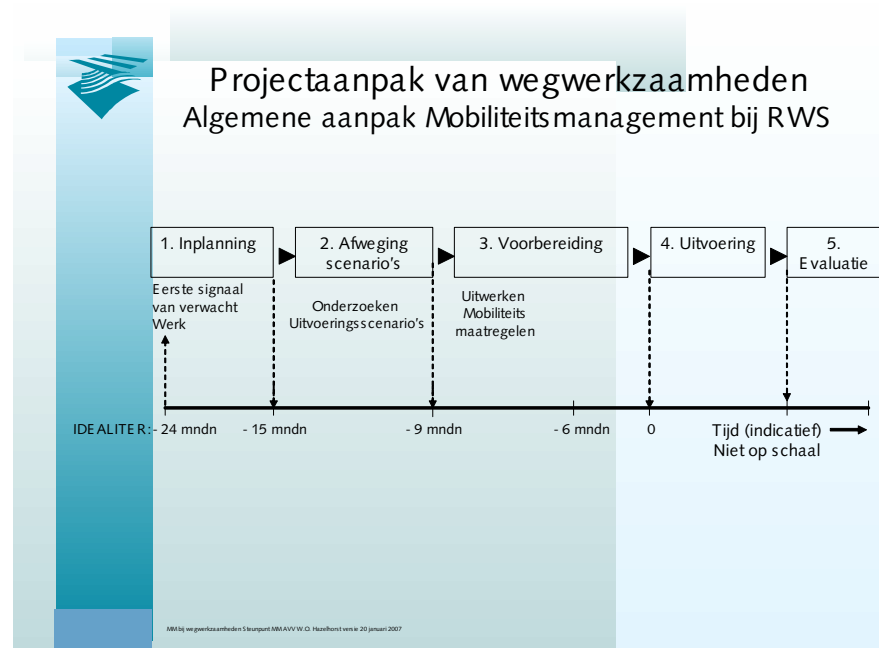 Projectaanpak van wegwerkzaamheden
Algemene aanpak Mobiliteitsmanagement bij RWS
1. Inplanning
2. Afweging
scenario's
3. Voorbereiding
4. Uitvoering
5.
Evaluatie
Eerste signaal
van verwacht
Werk
Onderzoeken
Uitvoeringsscenario's
Uitwerken
Mobiliteits
maatregelen
IDEALITER: - 24 mndn - 15 mndn - 9 mndn - 6 mndn 0 Tijd (indicatief)
Niet op schaal
MM bij wegwerkzaamheden Steunpunt MM AVV W.O. Hazelhorst versie 20 januari 2007